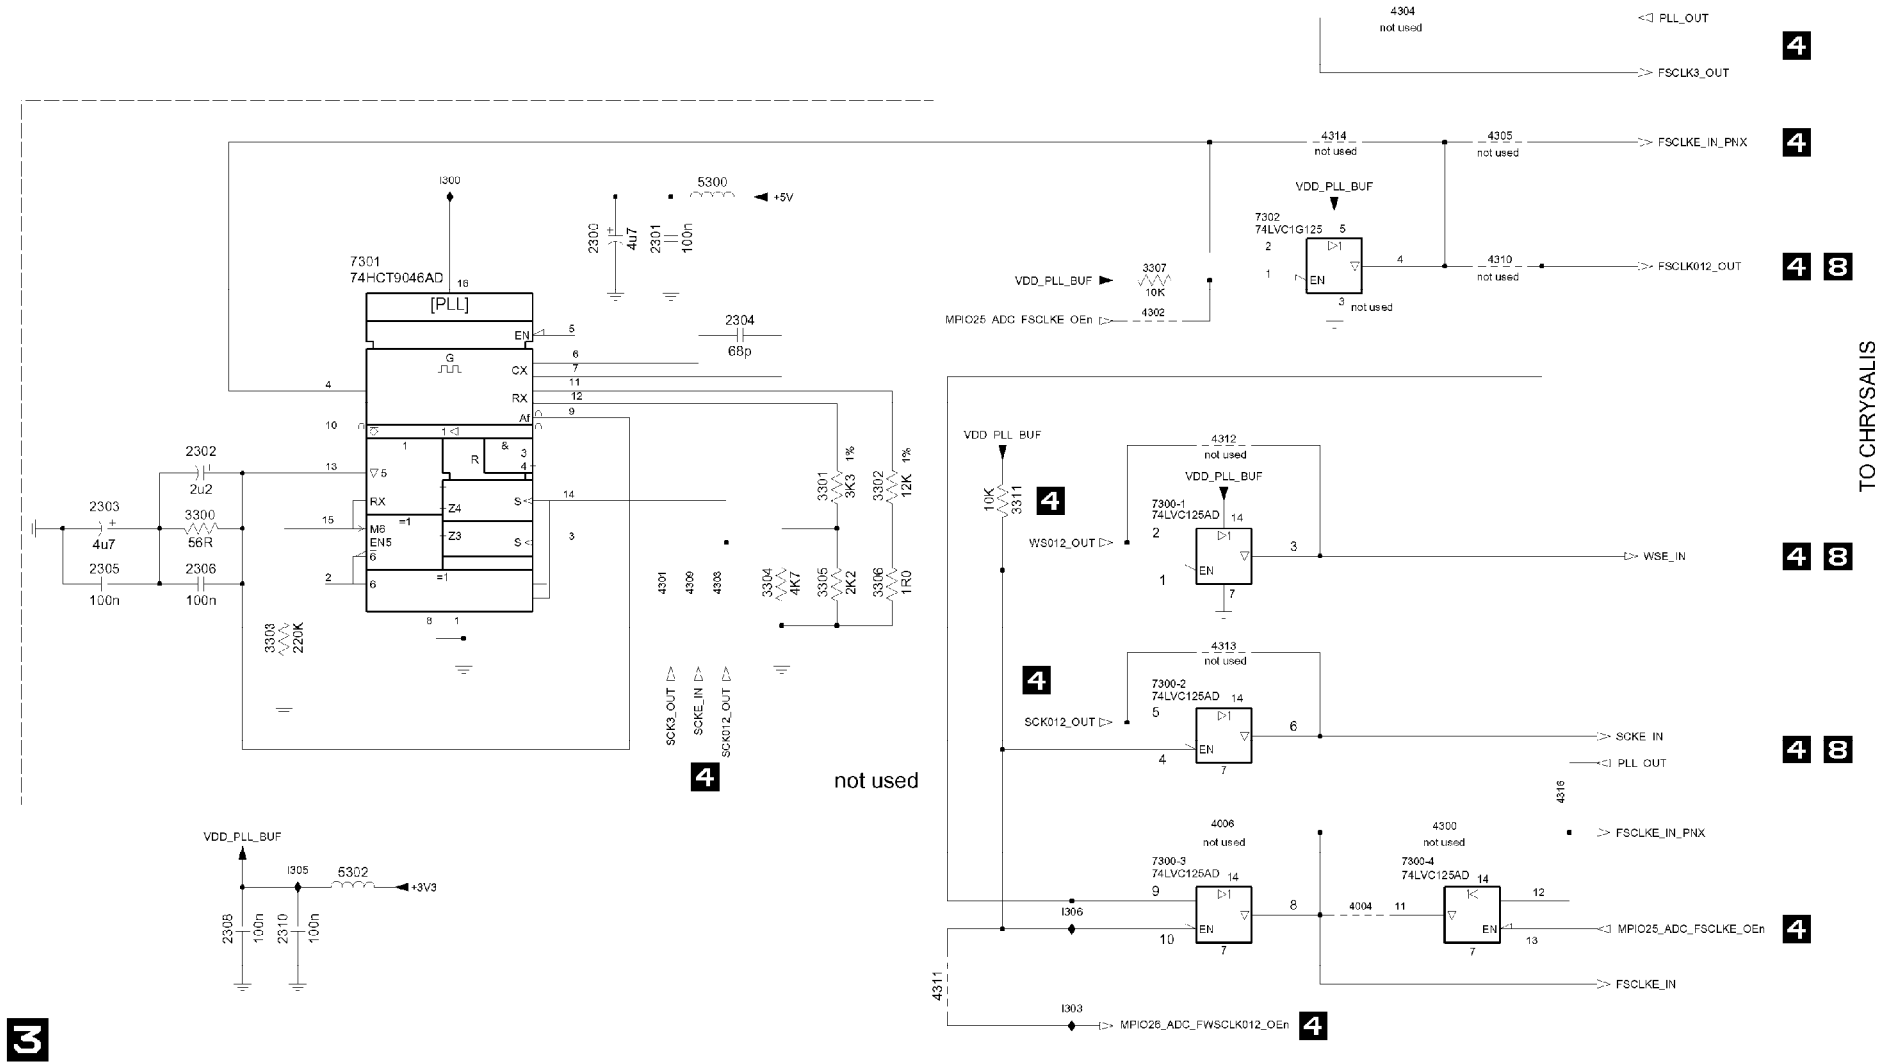 4304
not used
PLL_OUT
4
FSCLK3_OUT
4314
not used
4305
not used
FSCLKE_IN_PNX
4
I300
5300
+5V
2300
4u7
2301
100n
VDD_PLL_BUF
7302
74LVC1G125
5
2
1
1
EN
4
3
not used
4310
not used
FSCLK012_OUT
4 8
7301
74HCT9046AD
16
[PLL]
VDD_PLL_BUF
3307
10K
MPIO25_ADC_FSCLKE_OEn
4302
2304
68p
EN
5
G
6
CX
7
11
RX
12
Af
9
4
10
1
1
&
R
3
4
13
5
RX
Z4
S
14
15
=1
M6
EN5
6
Z3
S
3
2
6
=1
8
1
2302
2u2
2303
4u7
3300
56R
2305
100n
2306
100n
3303
220K
3301
3K3
1%
3302
12K
1%
4301
4309
4303
3304
4K7
3305
2K2
3306
1R0
SCK3_OUT
SCKE_IN
SCK012_OUT
4
not used
TO CHRYSALIS
VDD_PLL_BUF
10K
3311
4
4312
not used
VDD_PLL_BUF
7300-1
74LVC125AD
14
WS012_OUT
2
1
3
EN
1
7
WSE_IN
4 8
4313
not used
4
7300-2
74LVC125AD
14
SCK012_OUT
5
1
6
EN
4
7
SCKE_IN
4 8
PLL_OUT
4316
4006
not used
4300
not used
FSCLKE_IN_PNX
7300-3
74LVC125AD
14
9
1
8
EN
10
7
4004
11
7300-4
74LVC125AD
14
12
EN
13
7
I306
MPIO25_ADC_FSCLKE_OEn
4
FSCLKE_IN
4311
I303
MPIO26_ADC_FWSCLK012_OEn
4
VDD_PLL_BUF
I305
5302
+3V3
2308
100n
2310
100n
3